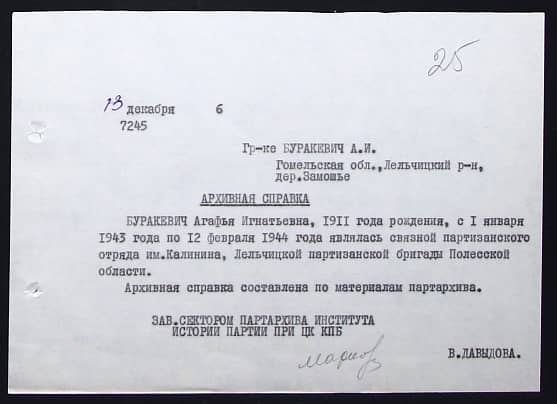 25
13 декабря 6
7245
Гр-ке БУРАКЕВИЧ А.И.
Гомельская обл.,Лельчицкий р-н,
дер.Замошье
АРХИВНАЯ СПРАВКА
БУРАКЕВИЧ Агафья Игнатьевна, 1911 года рождения, с I января
1943 года по 12 февраля 1944 года являлась связной партизанского
отряда им.Калинина, Лельчицкой партизанской бригады Полесской
области.
Архивная справка составлена по материалам партархива.
ЗАВ.СЕКТОРОМ ПАРТАРХИВА ИНСТИТУТА
ИСТОРИИ ПАРТИИ ПРИ ЦК КПБ
В.ДАВЫДОВА.